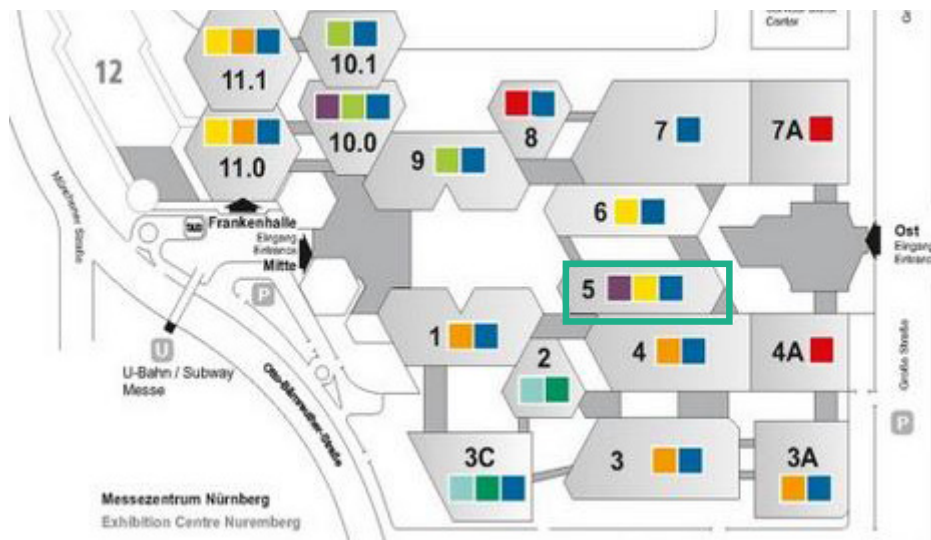 Center
12
11.1
10.1
11.0
10.0
9
8
7
7A
6
5
1
2
4
4A
3C
3
3A
Münchener Straße
BUS
Frankenhalle
Eingang
Entrance
Mitte
P
U
U-Bahn / Subway
Messe
Otto-Bärnreuther-Straße
Ost
Eingang
Entrance
Große Straße
P
Messezentrum Nürnberg
Exhibition Centre Nuremberg